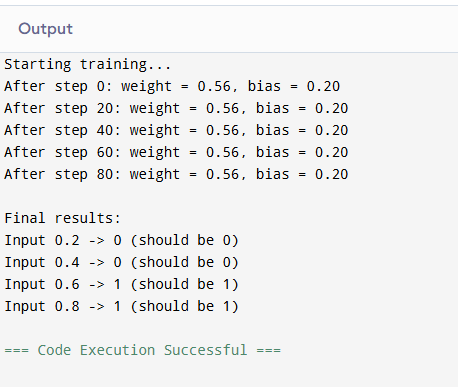 Output
Starting training...
After step 0: weight = 0.56, bias = 0.20
After step 20: weight = 0.56, bias = 0.20
After step 40: weight = 0.56, bias = 0.20
After step 60: weight = 0.56, bias = 0.20
After step 80: weight = 0.56, bias = 0.20
Final results:
Input 0.2 -> 0 (should be 0)
Input 0.4 -> 0 (should be 0)
Input 0.6 -> 1 (should be 1)
Input 0.8 -> 1 (should be 1)
=== Code Execution Successful ===